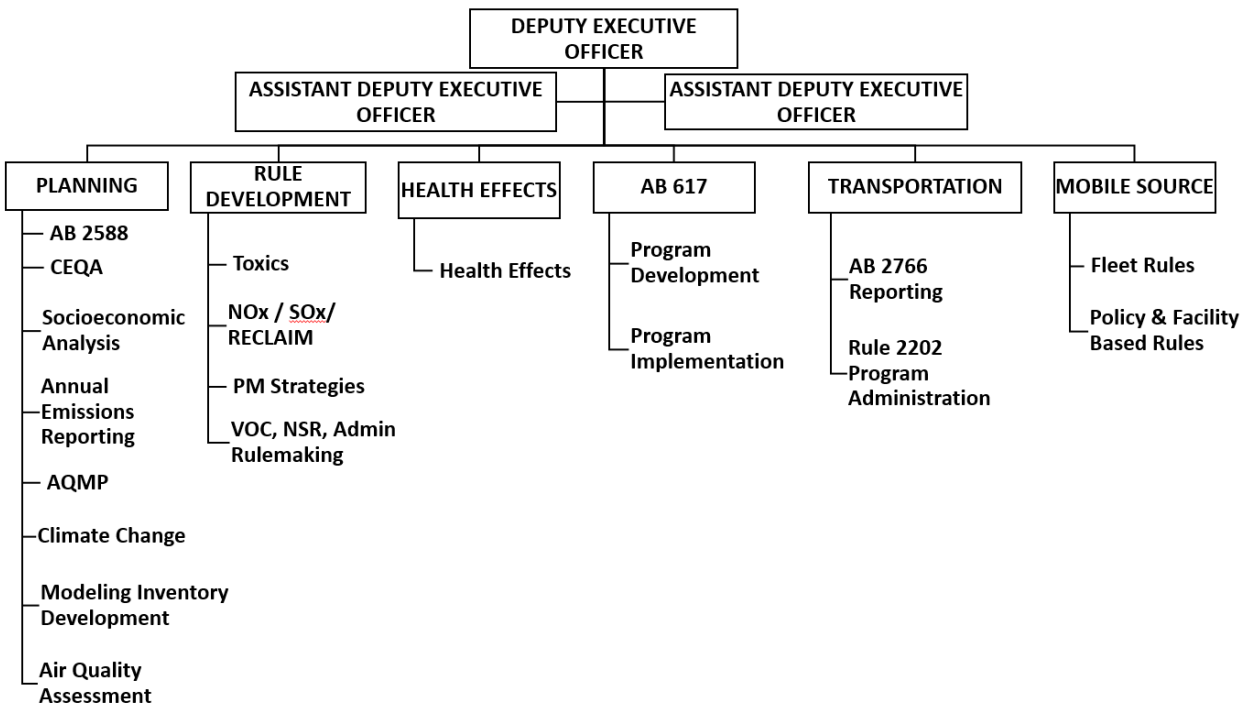 DEPUTY EXECUTIVE
OFFICER
ASSISTANT DEPUTY EXECUTIVE
OFFICER
ASSISTANT DEPUTY EXECUTIVE
OFFICER
PLANNING
AB 2588
CEQA
Socioeconomic
Analysis
Annual
Emissions
Reporting
AQMP
Climate Change
Modeling Inventory
Development
Air Quality
Assessment
RULE
DEVELOPMENT
Toxics
NOx / SOx/
RECLAIM
PM Strategies
VOC, NSR, Admin
Rulemaking
HEALTH EFFECTS
Health Effects
AB 617
Program
Development
Program
Implementation
TRANSPORTATION
AB 2766
Reporting
Rule 2202
Program
Administration
MOBILE SOURCE
Fleet Rules
Policy & Facility
Based Rules